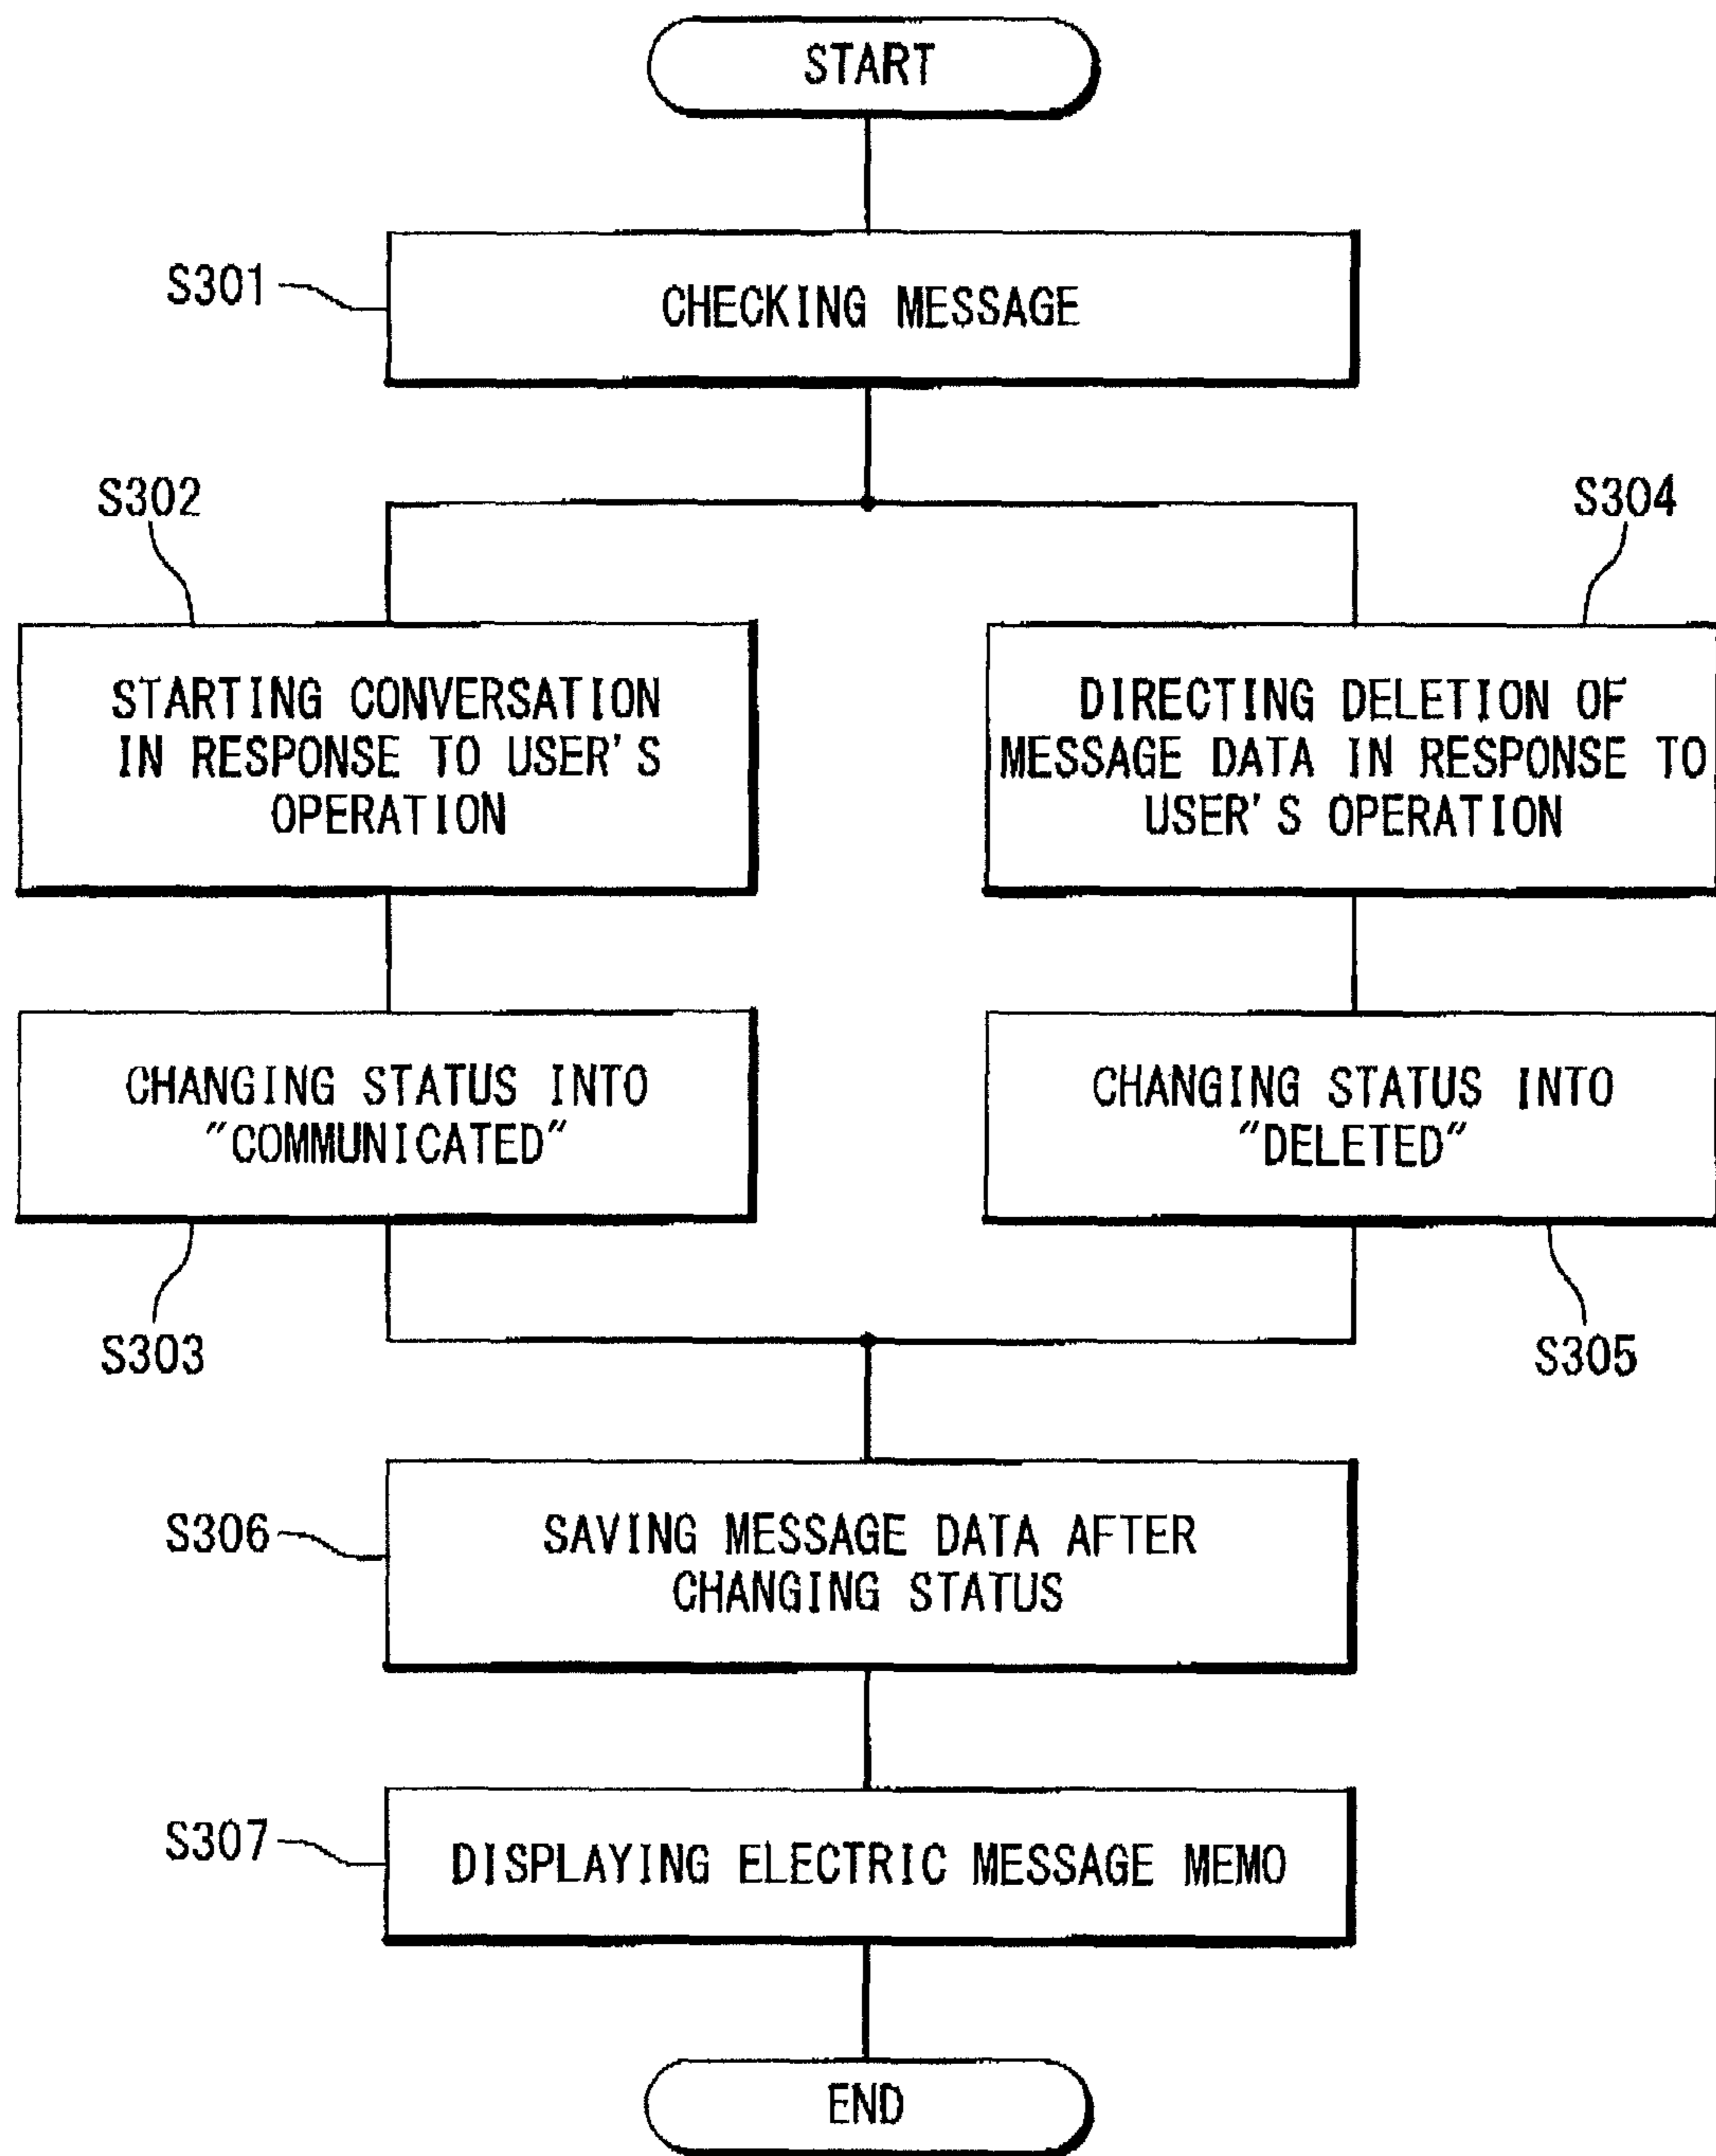 START
S301
CHECKING MESSAGE
S302
S304
STARTING CONVERSATION
IN RESPONSE TO USER'S
OPERATION
DIRECTING DELETION OF
MESSAGE DATA IN RESPONSE TO
USER'S OPERATION
CHANGING STATUS INTO
"COMMUNICATED"
CHANGING STATUS INTO
"DELETED"
S303
S305
S306
SAVING MESSAGE DATA AFTER
CHANGING STATUS
S307
DISPLAYING ELECTRIC MESSAGE MEMO
END